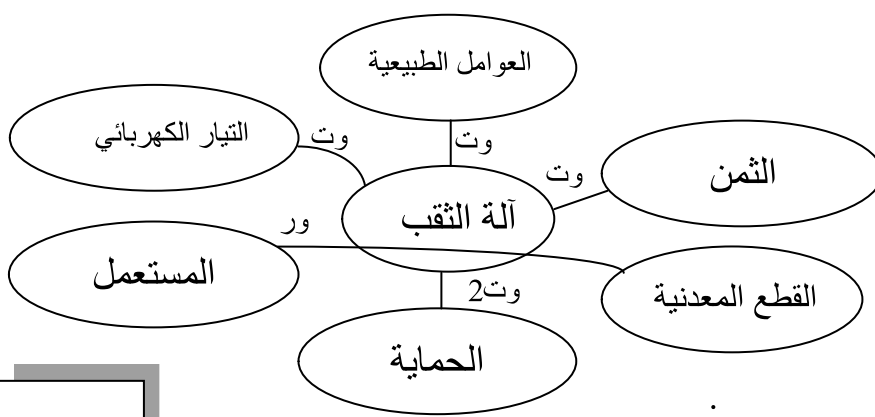 العوامل الطبيعية
التيار الكهربائي
وت
وت
وت
الثمن
آلة الثقب
ور
المستعمل
القطع المعدنية
وت2
الحماية